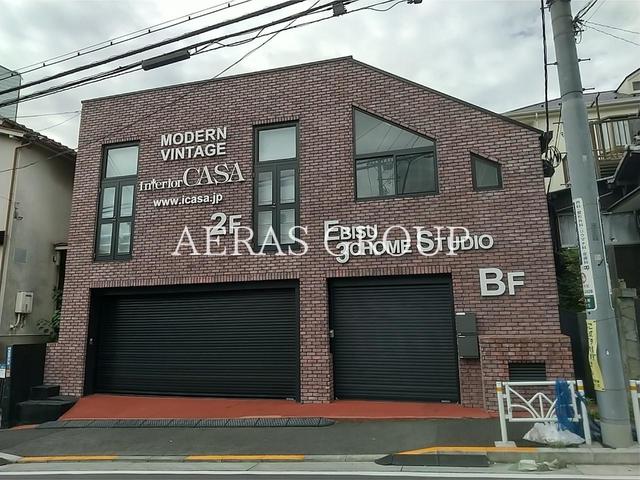 MODERN
VINTAGE
Interior CASA
www.icasa.jp
2F
EBISU
3CHOME STUDIO
BF
AERAS GROUP